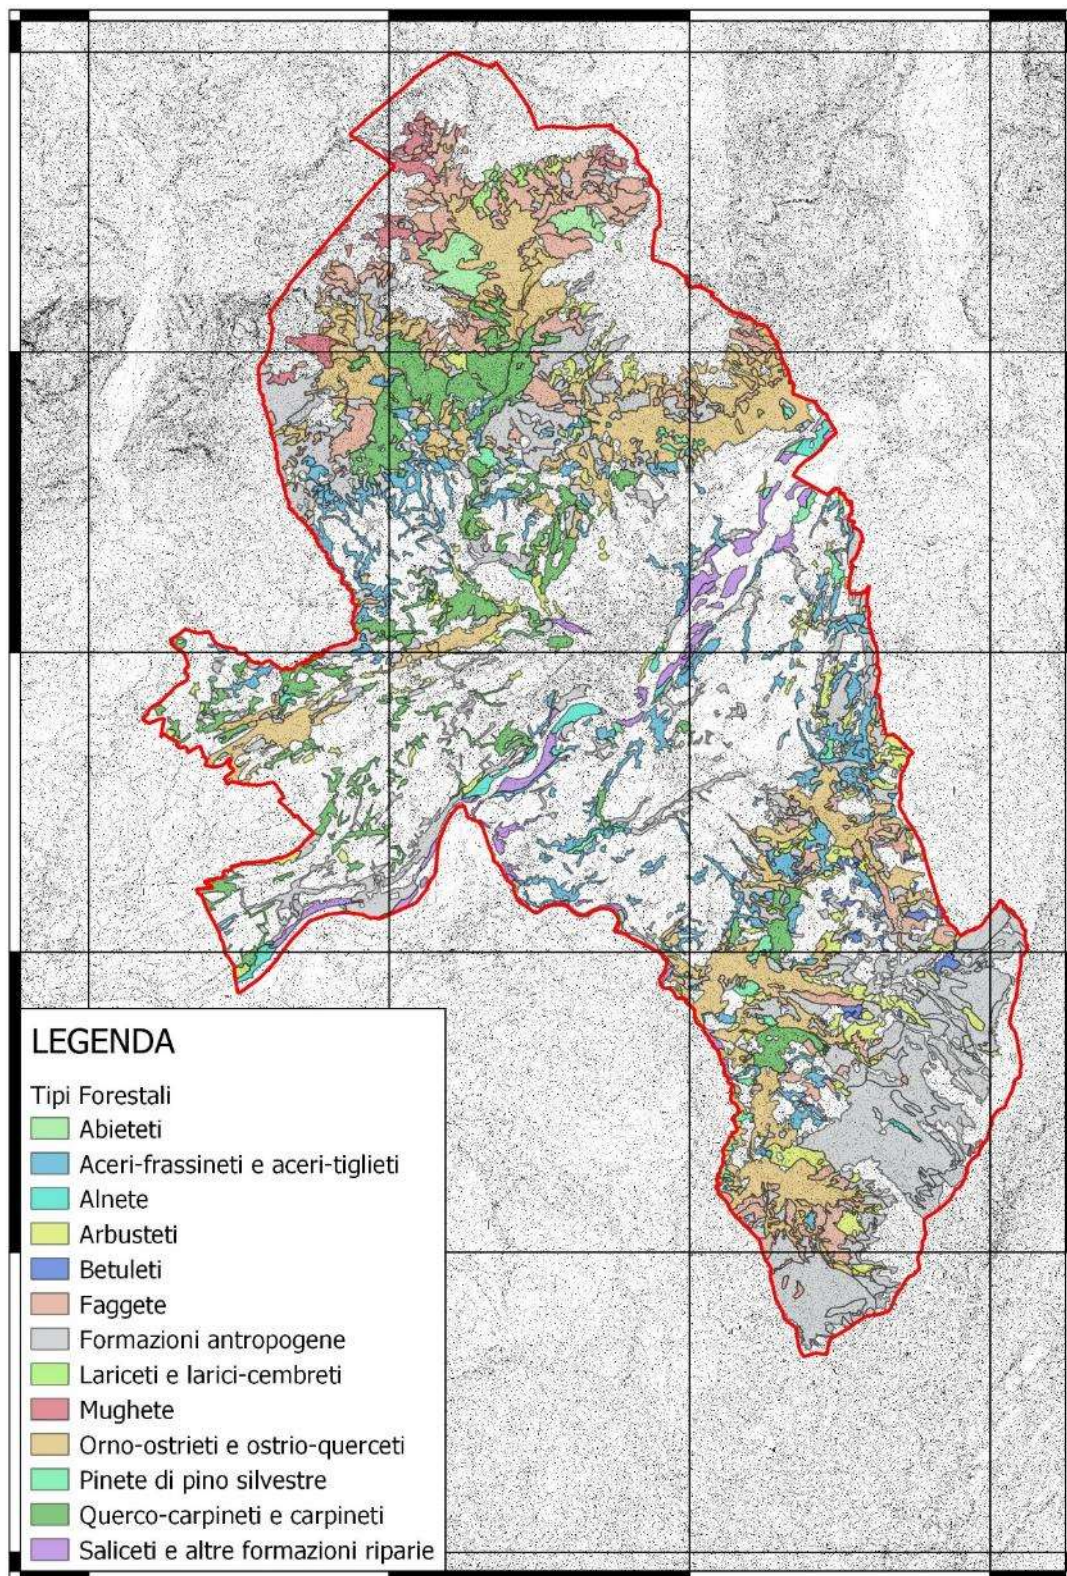 LEGENDA
Tipi Forestali
Abieteti
Aceri-frassineti e aceri-tiglieti
Alnete
Arbusteti
Betuleti
Faggete
Formazioni antropogene
Lariceti e larici-cembreti
Mughete
Orno-ostrieti e ostrio-querceti
Pinete di pino silvestre
Querco-carpineti e carpineti
Saliceti e altre formazioni riparie